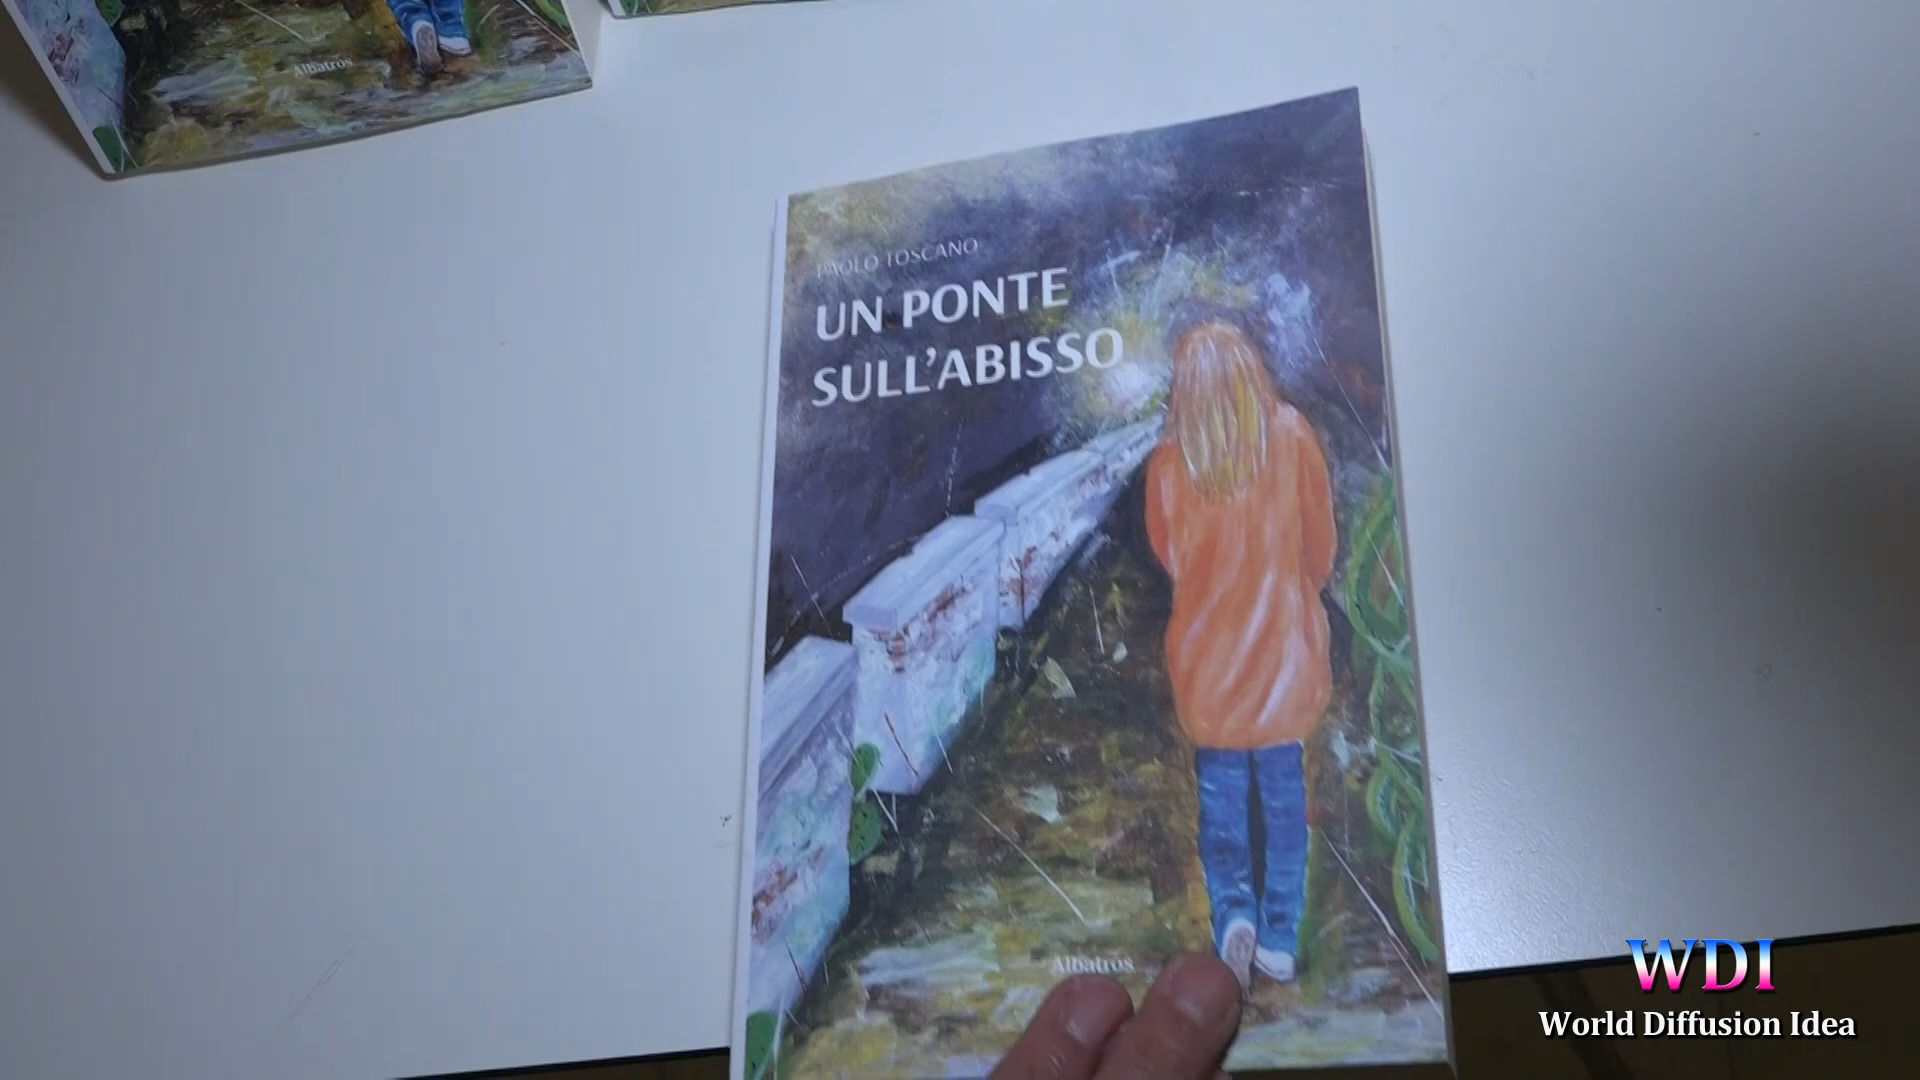 Albatros
PAOLO TOSCANO
UN PONTE
SULL'ABISSO
Albatros
WDI
World Diffusion Idea